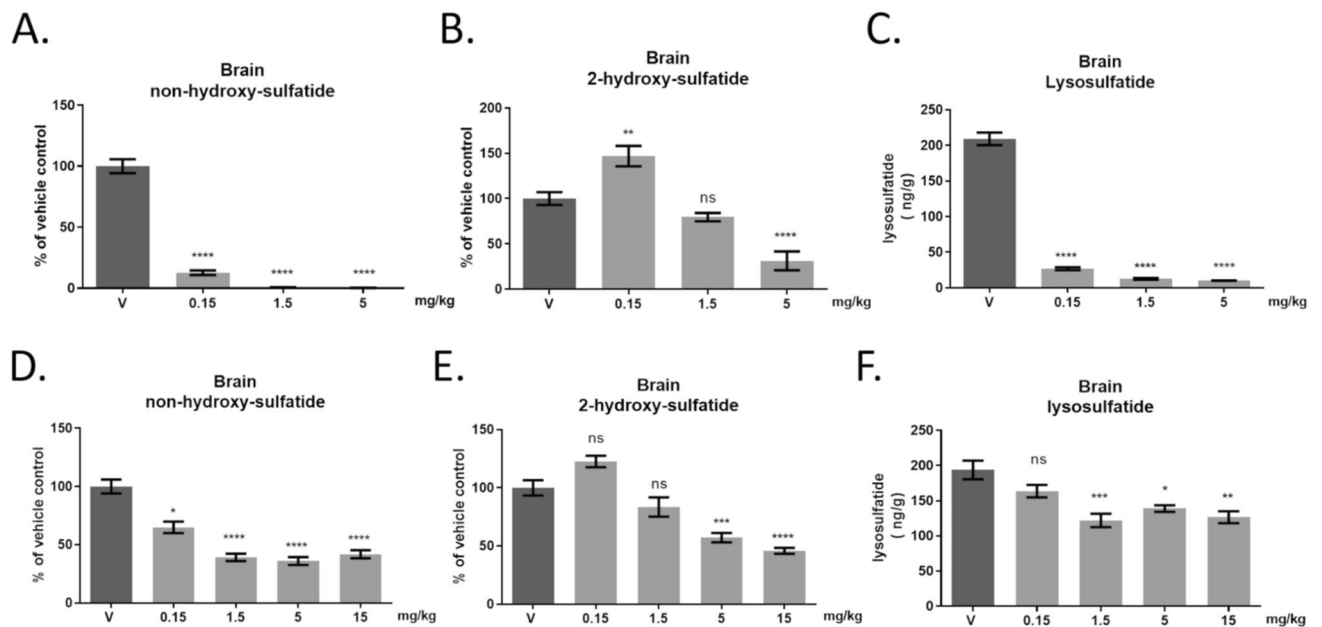 A.
Brain
non-hydroxy-sulfatide
% of vehicle control
150
100
50
0
****
****
****
V 0.15 1.5 5 mg/kg
B.
Brain
2-hydroxy-sulfatide
% of vehicle control
200
150
100
50
0
**
ns
****
V 0.15 1.5 5 mg/kg
C.
Brain
Lysosulfatide
lysosulfatide
( ng/g)
250
200
150
100
50
0
****
****
****
V 0.15 1.5 5 mg/kg
D.
Brain
non-hydroxy-sulfatide
% of vehicle control
150
100
50
0
*
****
****
****
V 0.15 1.5 5 15 mg/kg
E.
Brain
2-hydroxy-sulfatide
% of vehicle control
150
100
50
0
ns
ns
***
****
V 0.15 1.5 5 15 mg/kg
F.
Brain
lysosulfatide
lysosulfatide
( ng/g)
250
200
150
100
50
0
ns
***
*
**
V 0.15 1.5 5 15 mg/kg